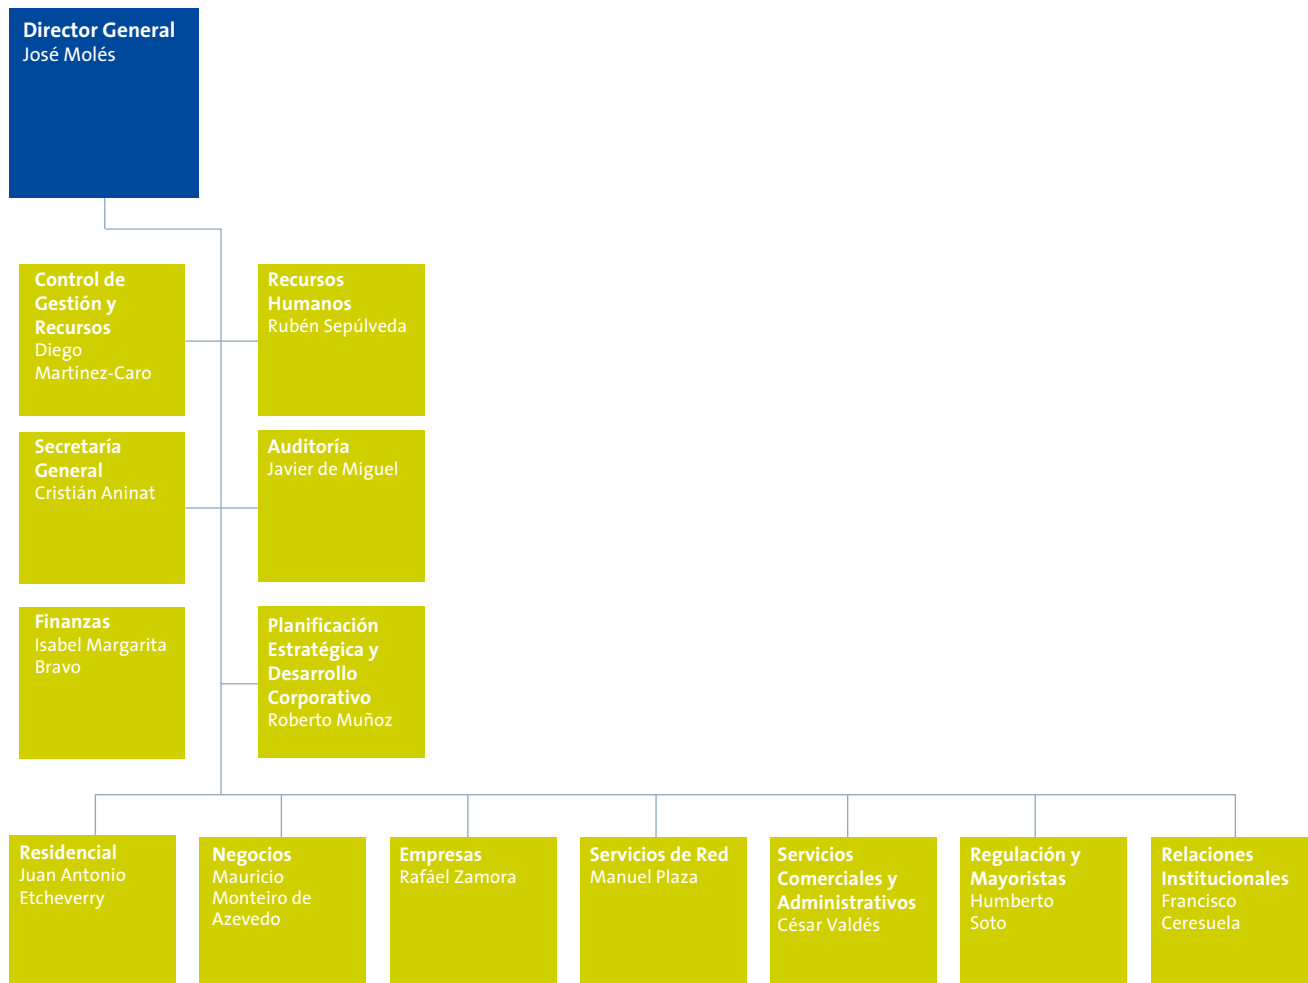 Director General
José Molés
Control de
Gestión y
Recursos
Diego
Martínez-Caro
Recursos
Humanos
Rubén Sepúlveda
Secretaría
General
Cristián Aninat
Auditoría
Javier de Miguel
Finanzas
Isabel Margarita
Bravo
Planificación
Estratégica y
Desarrollo
Corporativo
Roberto Muñoz
Residencial
Juan Antonio
Etcheverry
Negocios
Mauricio
Monteiro de
Azevedo
Empresas
Rafáel Zamora
Servicios de Red
Manuel Plaza
Servicios
Comerciales y
Administrativos
César Valdés
Regulación y
Mayoristas
Humberto
Soto
Relaciones
Institucionales
Francisco
Ceresuela